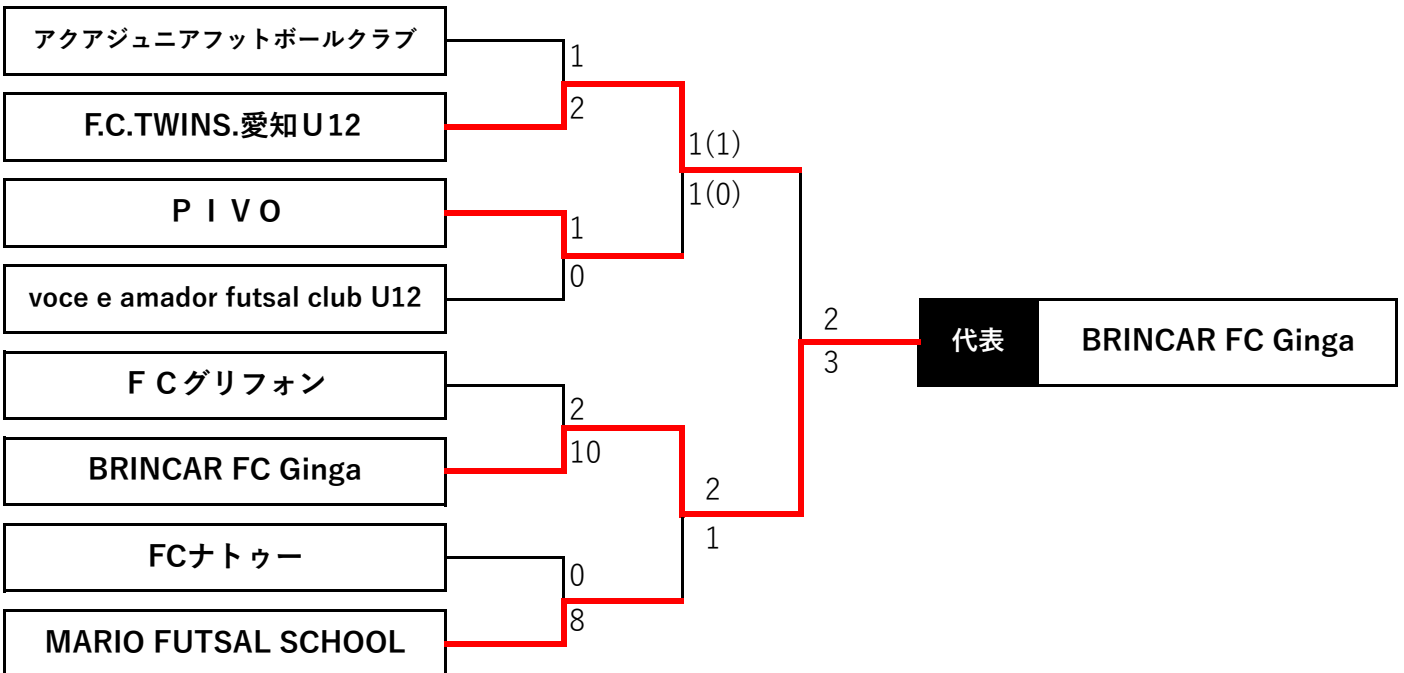 アクアジュニアフットボールクラブ
1
2
F.C.TWINS.愛知Ｕ12
1(1)
1(0)
ＰＩＶＯ
1
0
voce e amador futsal club U12
2
3
代表
BRINCAR FC Ginga
ＦＣグリフォン
2
10
BRINCAR FC Ginga
2
1
FCナトゥー
0
8
MARIO FUTSAL SCHOOL